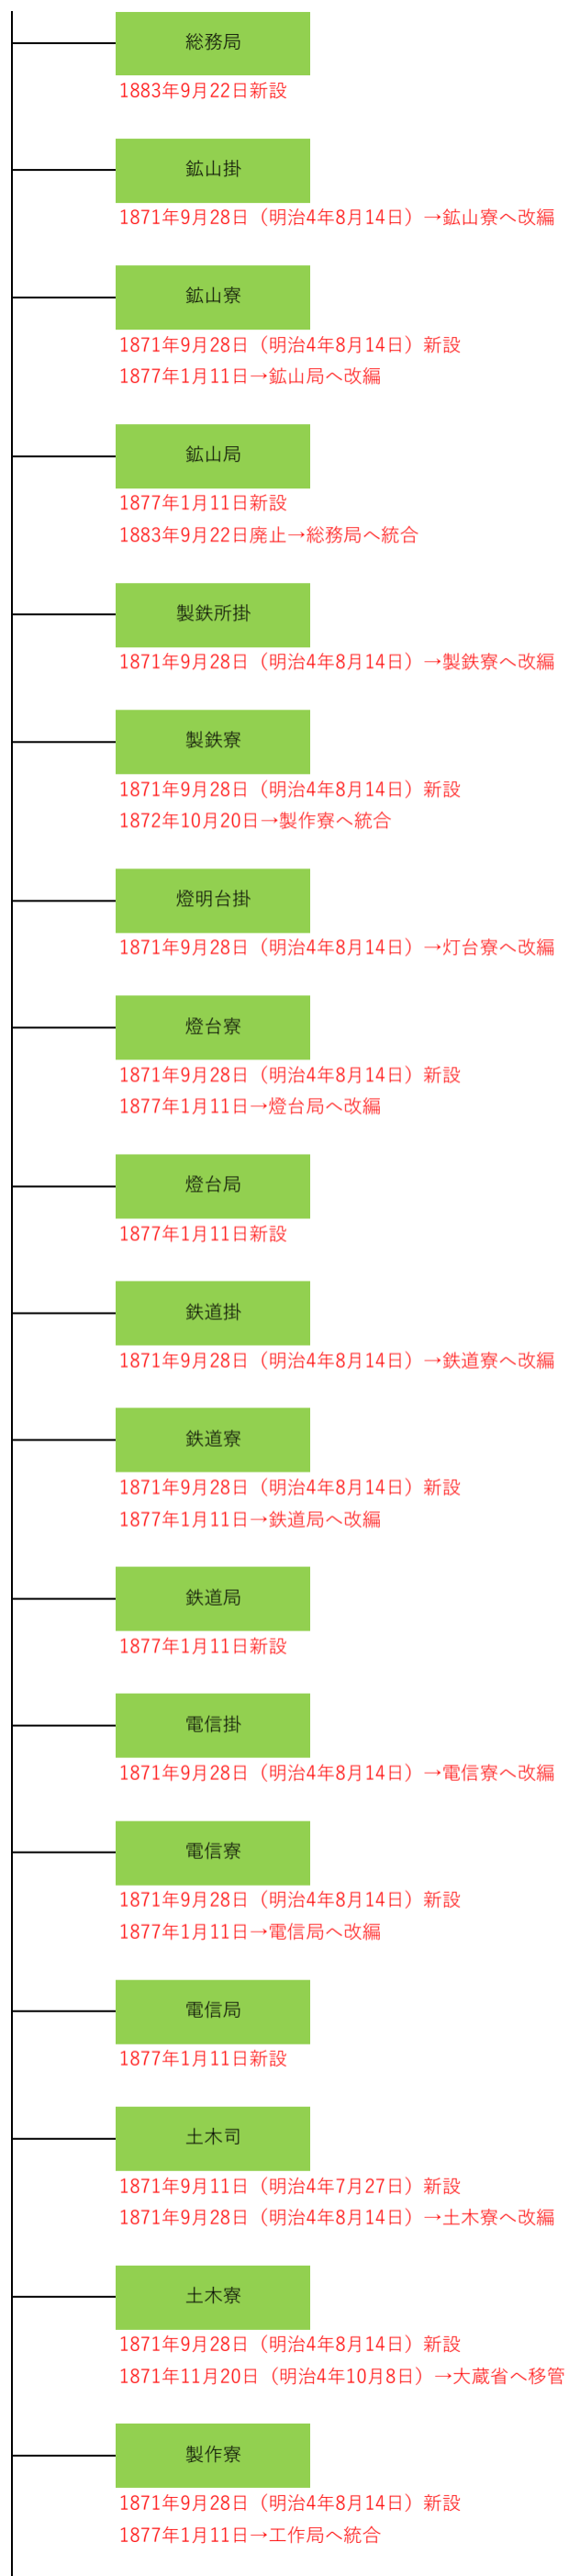 総務局
1883年9月22日新設
鉱山掛
1871年9月28日（明治4年8月14日）→鉱山寮へ改編
鉱山寮
1871年9月28日（明治4年8月14日）新設
1877年1月11日→鉱山局へ改編
鉱山局
1877年1月11日新設
1883年9月22日廃止→総務局へ統合
製鉄所掛
1871年9月28日（明治4年8月14日）→製鉄寮へ改編
製鉄寮
1871年9月28日（明治4年8月14日）新設
1872年10月20日→製作寮へ統合
燈明台掛
1871年9月28日（明治4年8月14日）→灯台寮へ改編
燈台寮
1871年9月28日（明治4年8月14日）新設
1877年1月11日→燈台局へ改編
燈台局
1877年1月11日新設
鉄道掛
1871年9月28日（明治4年8月14日）→鉄道寮へ改編
鉄道寮
1871年9月28日（明治4年8月14日）新設
1877年1月11日→鉄道局へ改編
鉄道局
1877年1月11日新設
電信掛
1871年9月28日（明治4年8月14日）→電信寮へ改編
電信寮
1871年9月28日（明治4年8月14日）新設
1877年1月11日→電信局へ改編
電信局
1877年1月11日新設
土木司
1871年9月11日（明治4年7月27日）新設
1871年9月28日（明治4年8月14日）→土木寮へ改編
土木寮
1871年9月28日（明治4年8月14日）新設
1871年11月20日（明治4年10月8日）→大蔵省へ移管
製作寮
1871年9月28日（明治4年8月14日）新設
1877年1月11日→工作局へ統合